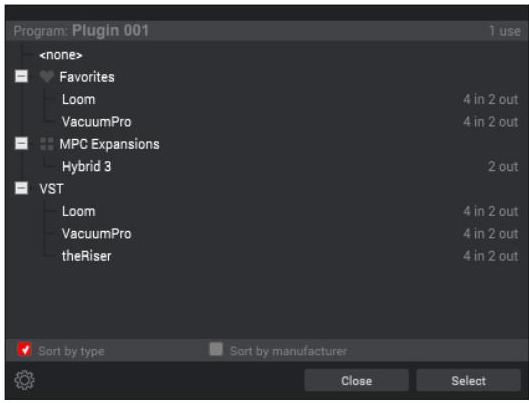 Program: Plugin 001 1 use
<none>
Favorites
Loom 4 in 2 out
VacuumPro 4 in 2 out
MPC Expansions
Hybrid 3 2 out
VST
Loom 4 in 2 out
VacuumPro 4 in 2 out
theRiser 4 in 2 out
Sort by type Sort by manufacturer
Close Select